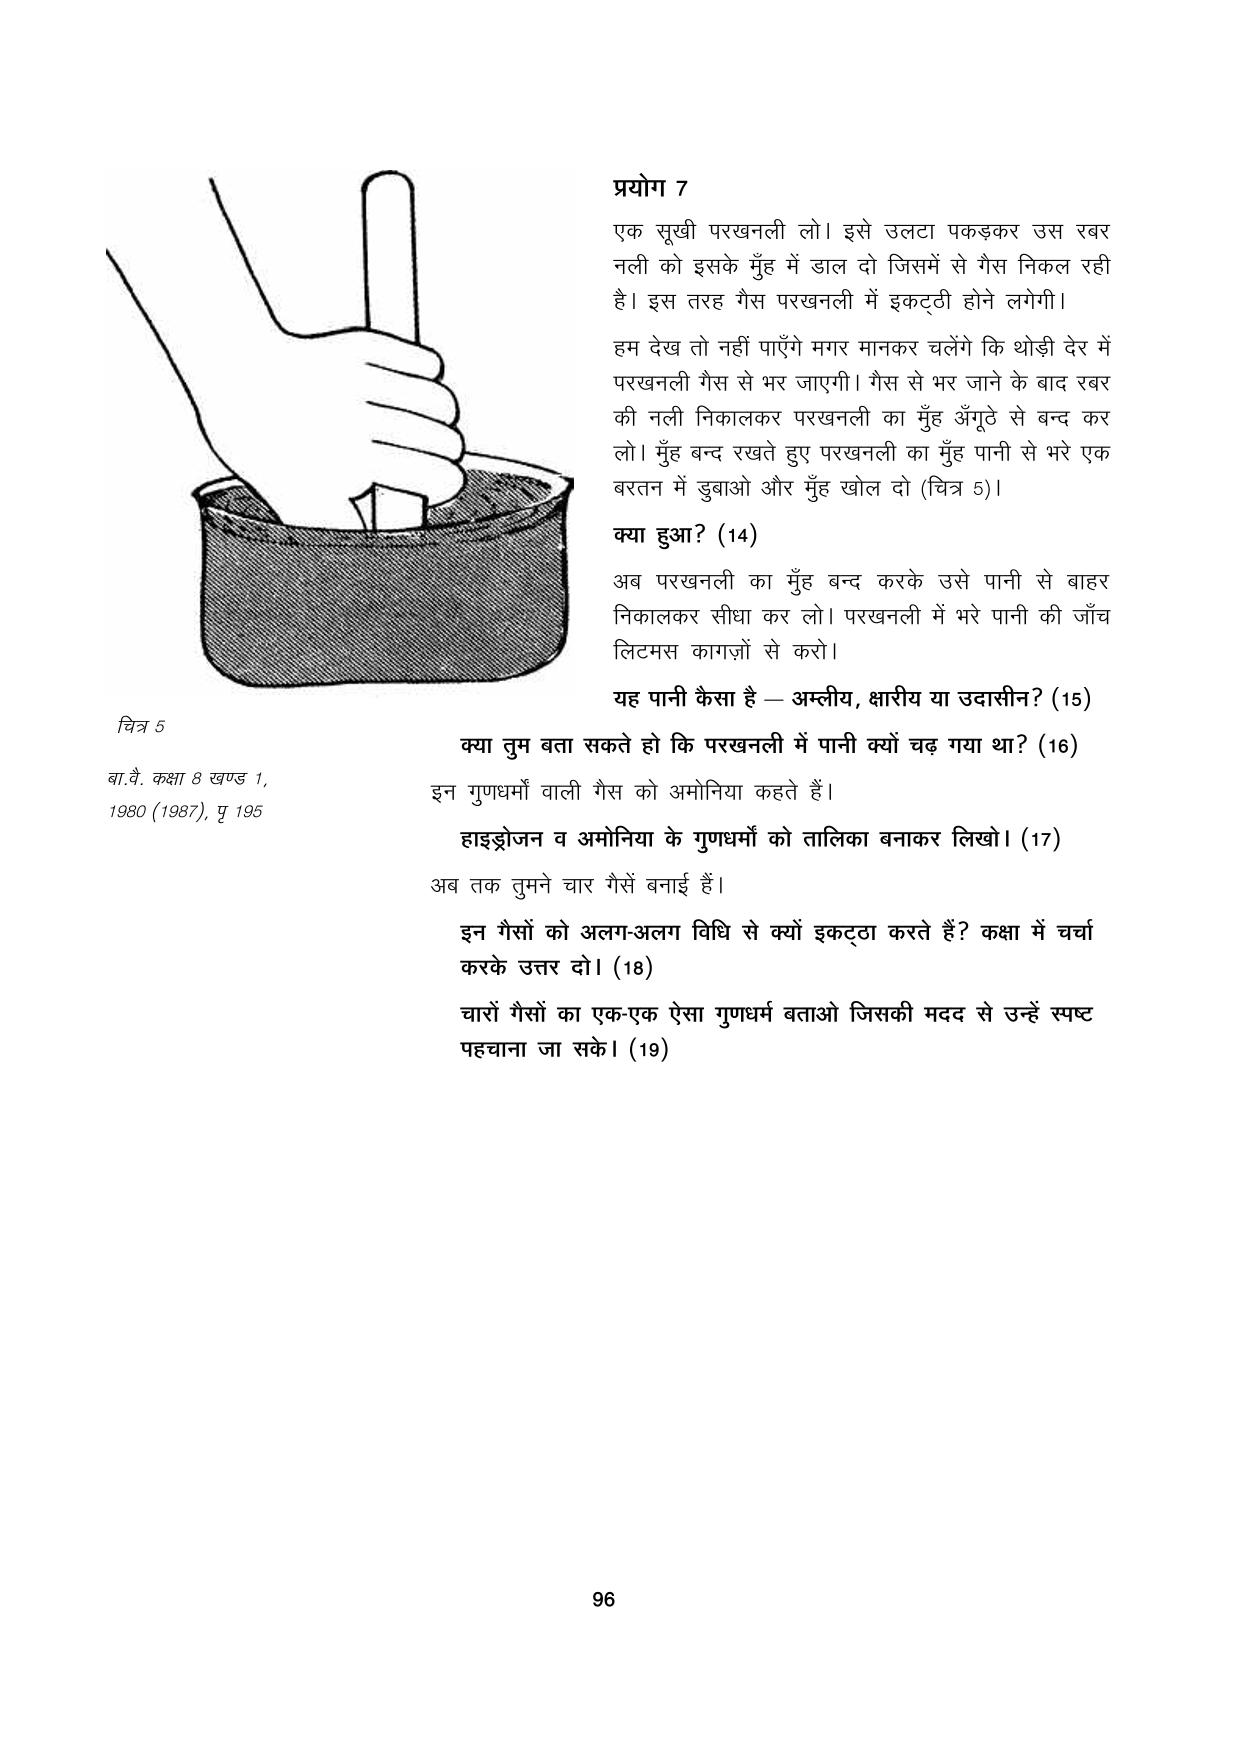 प्रयोग 7
एक सूखी परखनली लो। इसे उलटा पकड़कर उस रबर
नली को इसके मुँह में डाल दो जिसमें से गैस निकल रही
है। इस तरह गैस परखनली में इकट्ठी होने लगेगी।
हम देख तो नहीं पाएँगे मगर मानकर चलेंगे कि थोड़ी देर में
परखनली गैस से भर जाएगी। गैस से भर जाने के बाद रबर
की नली निकालकर परखनली का मुँह अँगूठे से बन्द कर
लो। मुँह बन्द रखते हुए परखनली का मुँह पानी से भरे एक
बरतन में डुबाओ और मुँह खोल दो (चित्र 5)।
क्या हुआ? (14)
अब परखनली का मुँह बन्द करके उसे पानी से बाहर
निकालकर सीधा कर लो। परखनली में भरे पानी की जाँच
लिटमस कागज़ों से करो।
यह पानी कैसा है — अम्लीय, क्षारीय या उदासीन? (15)
चित्र 5
बा.वै. कक्षा 8 खण्ड 1,
1980 (1987), पृ 195
क्या तुम बता सकते हो कि परखनली में पानी क्यों चढ़ गया था? (16)
इन गुणधर्मों वाली गैस को अमोनिया कहते हैं।
हाइड्रोजन व अमोनिया के गुणधर्मों को तालिका बनाकर लिखो। (17)
अब तक तुमने चार गैसें बनाई हैं।
इन गैसों को अलग-अलग विधि से क्यों इकट्ठा करते हैं? कक्षा में चर्चा
करके उत्तर दो। (18)
चारों गैसों का एक-एक ऐसा गुणधर्म बताओ जिसकी मदद से उन्हें स्पष्ट
पहचाना जा सके। (19)
96